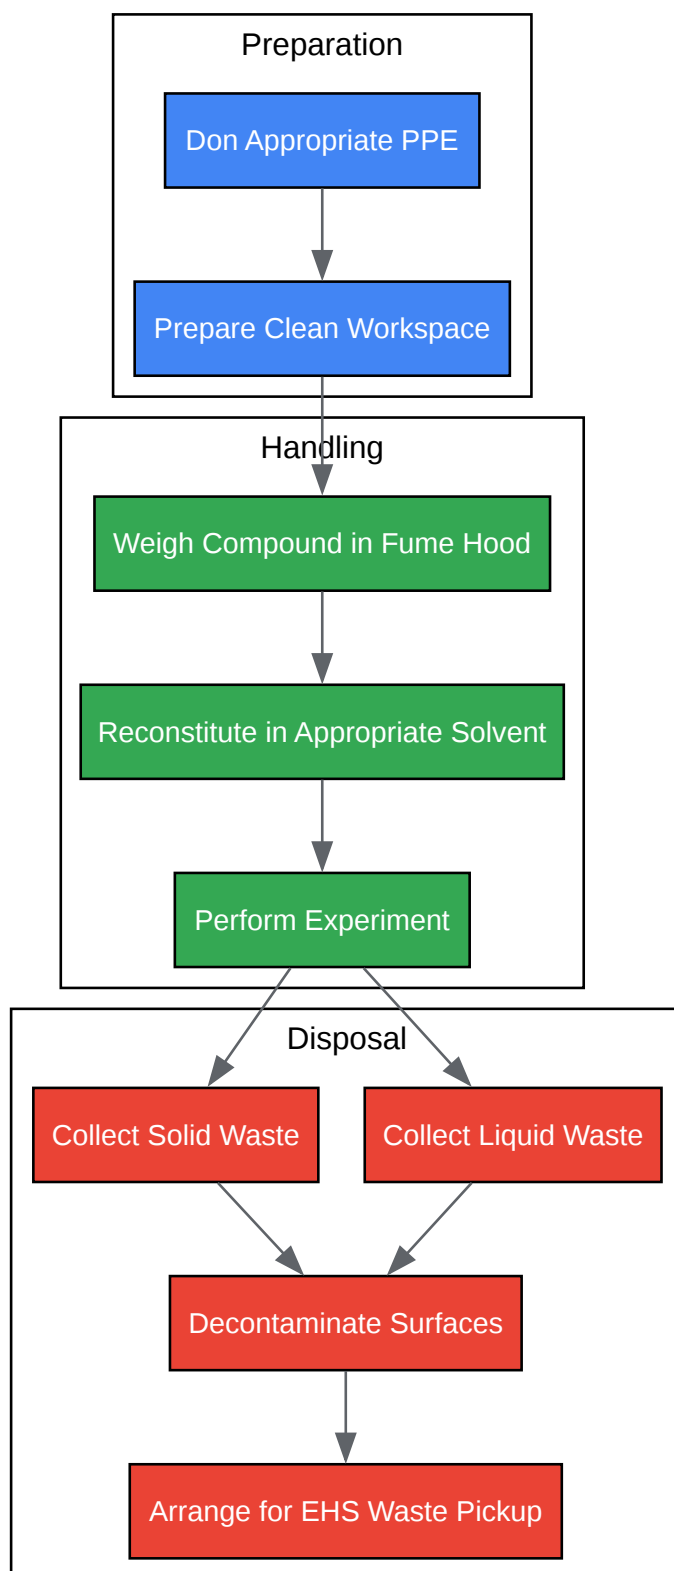 Preparation
Don Appropriate PPE
Prepare Clean Workspace
Handling
Weigh Compound in Fume Hood
Reconstitute in Appropriate Solvent
Perform Experiment
Disposal
Collect Solid Waste
Collect Liquid Waste
Decontaminate Surfaces
Arrange for EHS Waste Pickup